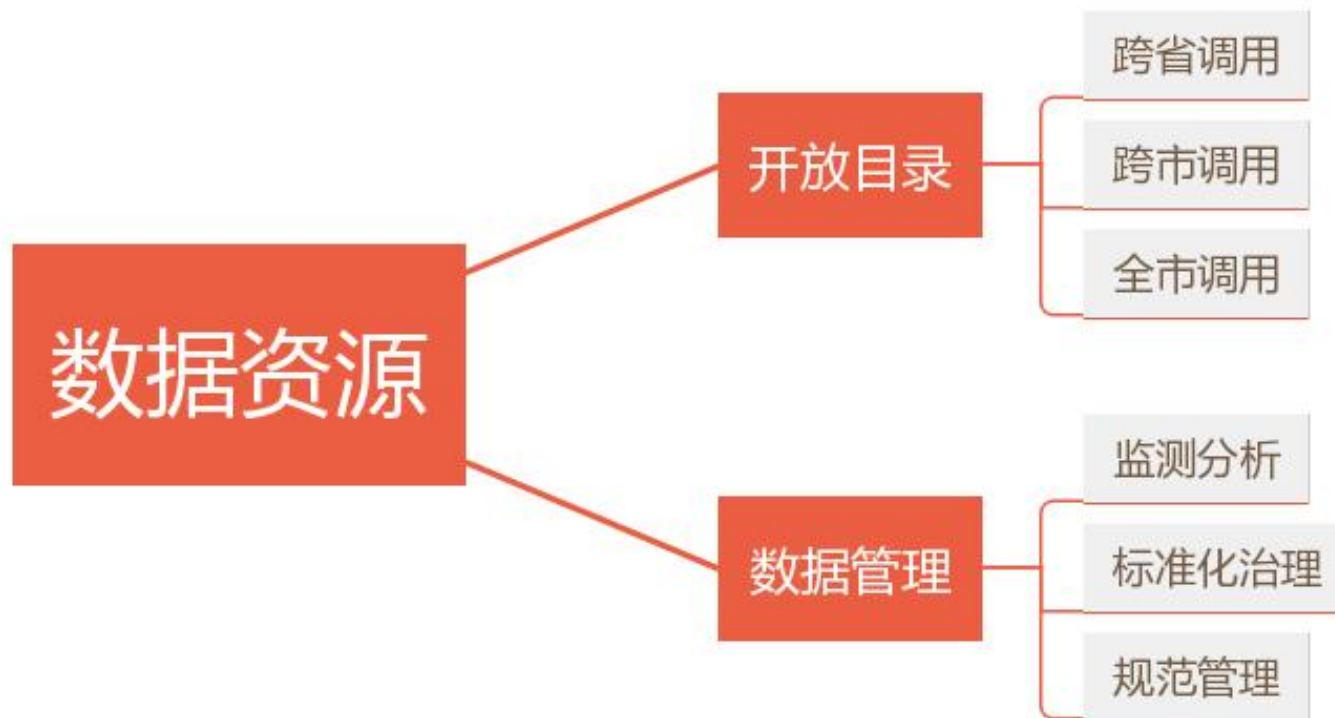 数据资源
开放目录
跨省调用
跨市调用
全市调用
数据管理
监测分析
标准化治理
规范管理